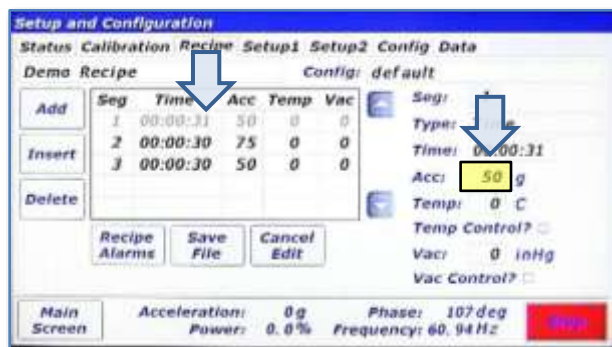 Setup and Configuration
Status Calibration Recipe Setup1 Setup2 Config Data
Demo Recipe Config: default
Add
Insert
Delete
Seg Time Acc Temp Vac
1 00:00:31 50 0 0
2 00:00:30 75 0 0
3 00:00:30 50 0 0
Recipe Alarms
Save File
Cancel Edit
Seg: 1
Type: Time
Time: 00:00:31
Acc: 50 g
Temp: 0 C
Temp Control?
Vac: 0 inHg
Vac Control?
Main Screen
Acceleration: 0 g Phase: 107 deg
Power: 0.0% Frequency: 60.94 Hz
Stop